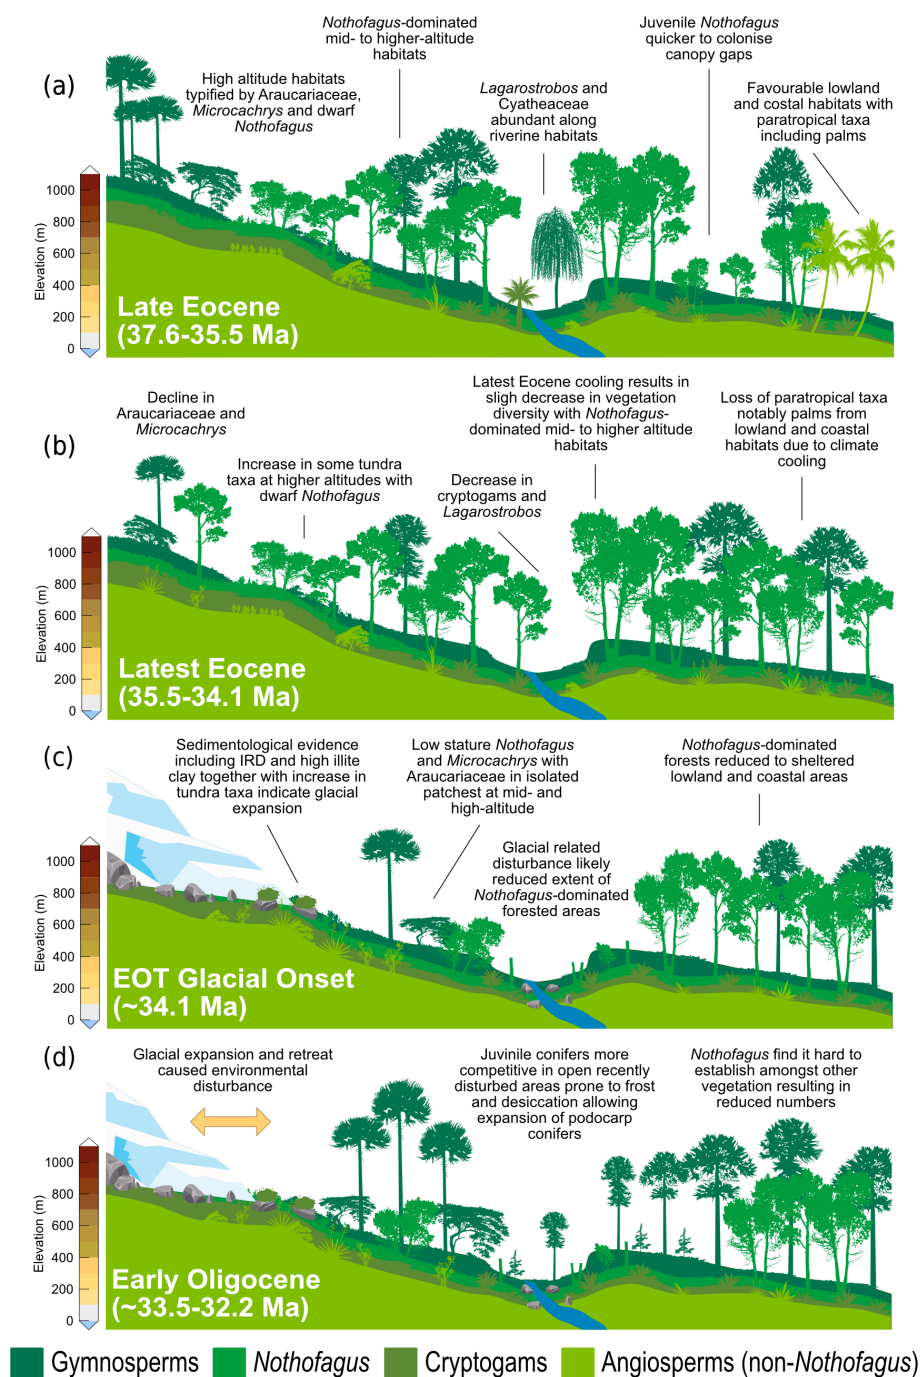 (a)
Nothofagus-dominated
mid- to higher-altitude
habitats
Juvenile Nothofagus
quicker to colonise
canopy gaps
High altitude habitats
typified by Araucariaceae,
Microcachrys and dwarf
Nothofagus
Lagarostrobos and
Cyatheaceae
abundant along
riverine habitats
Favourable lowland
and costal habitats with
paratropical taxa
including palms
Elevation (m)
1000
800
600
400
200
0
Late Eocene
(37.6-35.5 Ma)
(b)
Decline in
Araucariaceae and
Microcachrys
Increase in some tundra
taxa at higher altitudes with
dwarf Nothofagus
Latest Eocene cooling results in
sligh decrease in vegetation
diversity with Nothofagus-
dominated mid- to higher altitude
habitats
Decrease in
cryptogams and
Lagarostrobos
Loss of paratropical taxa
notably palms from
lowland and coastal
habitats due to climate
cooling
Elevation (m)
1000
800
600
400
200
0
Latest Eocene
(35.5-34.1 Ma)
(c)
Sedimentological evidence
including IRD and high illite
clay together with increase in
tundra taxa indicate glacial
expansion
Low stature Nothofagus
and Microcachrys with
Araucariaceae in isolated
patchest at mid- and
high-altitude
Nothofagus-dominated
forests reduced to sheltered
lowland and coastal areas
Glacial related
disturbance likely
reduced extent of
Nothofagus-dominated
forested areas
Elevation (m)
1000
800
600
400
200
0
EOT Glacial Onset
(~34.1 Ma)
(d)
Glacial expansion and retreat
caused environmental
disturbance
Juvinile conifers more
competitive in open recently
disturbed areas prone to frost
and desiccation allowing
expansion of podocarp
conifers
Nothofagus find it hard to
establish amongst other
vegetation resulting in
reduced numbers
Elevation (m)
1000
800
600
400
200
0
Early Oligocene
(~33.5-32.2 Ma)
Gymnosperms
Nothofagus
Cryptogams
Angiosperms (non-Nothofagus)